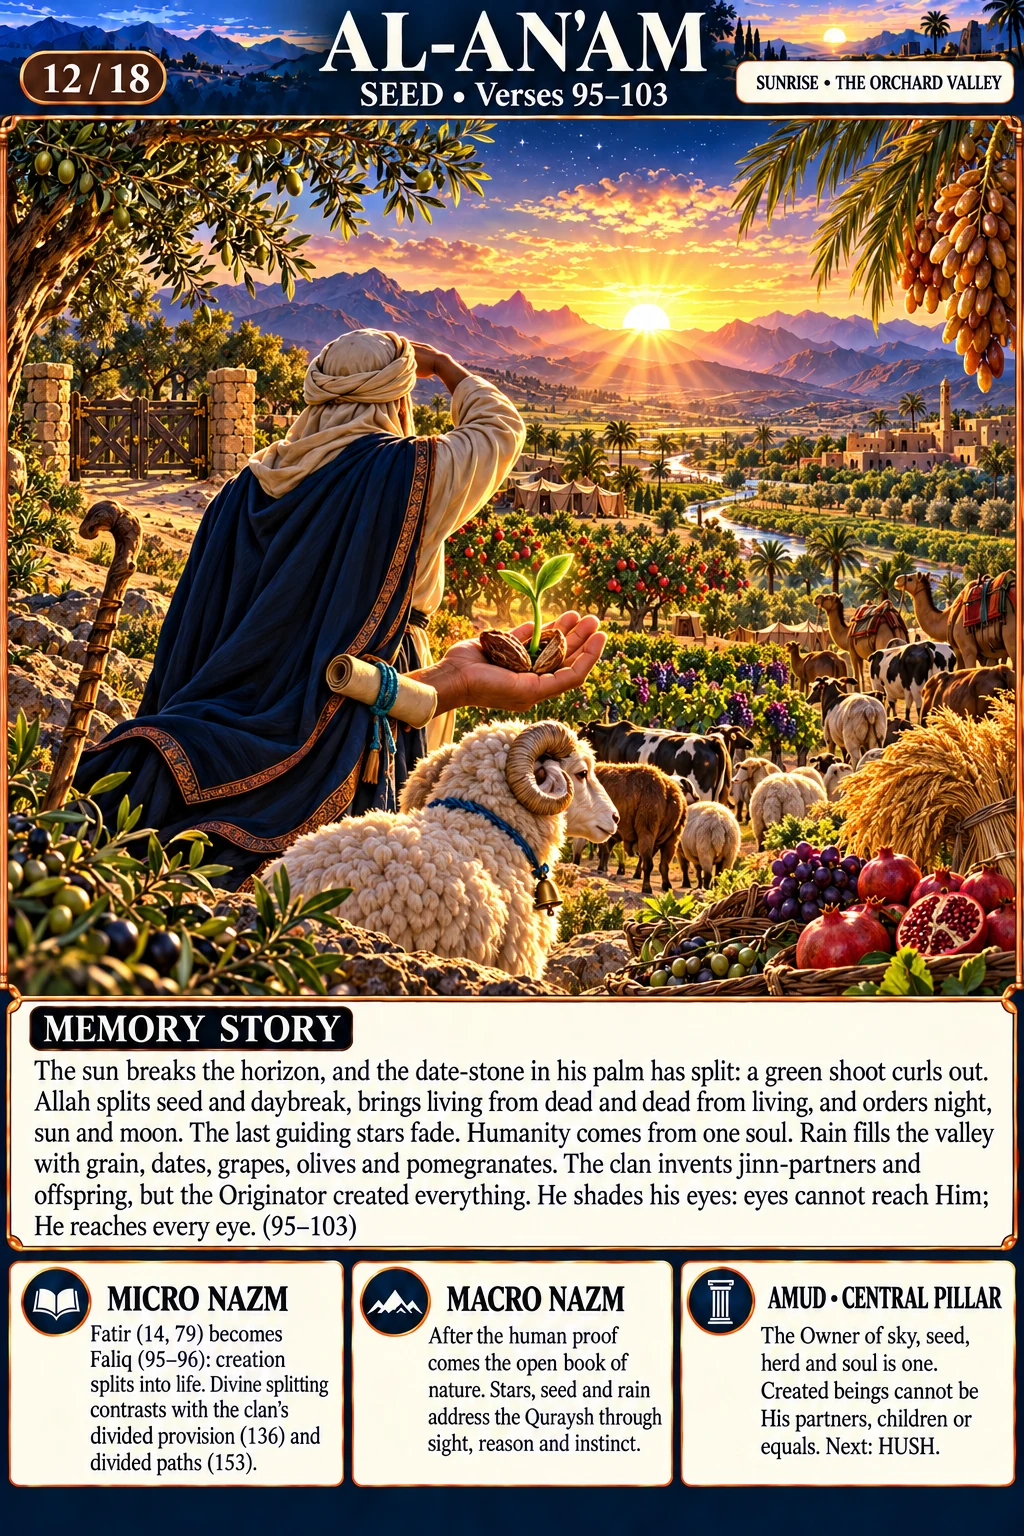 12 / 18
AL-AN'AM
SEED • Verses 95–103
SUNRISE • THE ORCHARD VALLEY
MEMORY STORY
The sun breaks the horizon, and the date-stone in his palm has split: a green shoot curls out.
Allah splits seed and daybreak, brings living from dead and dead from living, and orders night,
sun and moon. The last guiding stars fade. Humanity comes from one soul. Rain fills the valley
with grain, dates, grapes, olives and pomegranates. The clan invents jinn-partners and
offspring, but the Originator created everything. He shades his eyes: eyes cannot reach Him;
He reaches every eye. (95–103)
MICRO NAZM
Fatir (14, 79) becomes
Faliq (95–96): creation
splits into life. Divine splitting
contrasts with the clan's
divided provision (136) and
divided paths (153).
MACRO NAZM
After the human proof
comes the open book of
nature. Stars, seed and rain
address the Quraysh through
sight, reason and instinct.
AMUD • CENTRAL PILLAR
The Owner of sky, seed,
herd and soul is one.
Created beings cannot be
His partners, children or
equals. Next: HUSH.